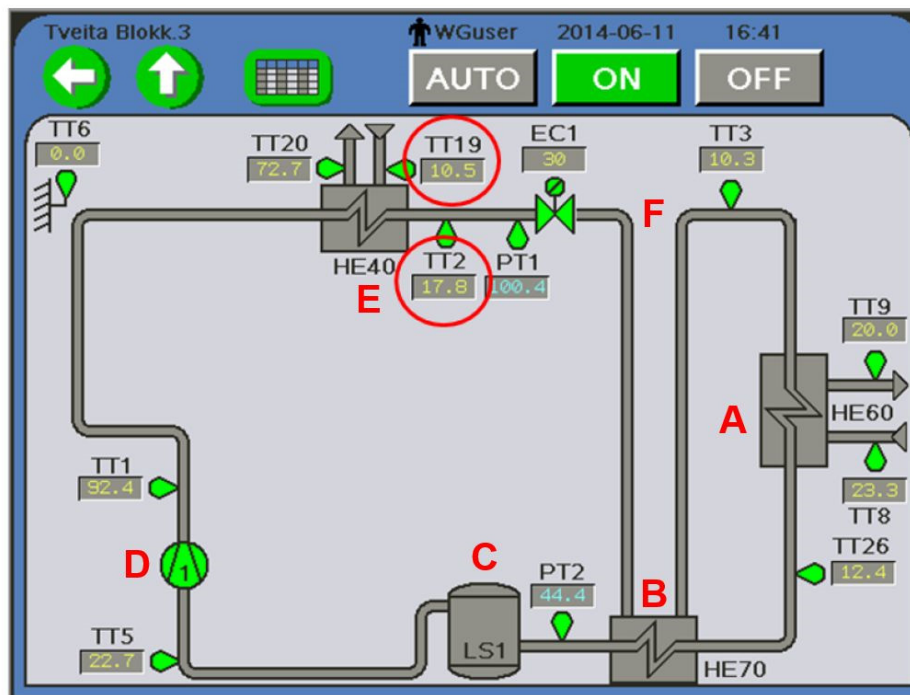 Tveita Blokk.3 WGuser 2014-06-11 16:41
AUTO ON OFF
TT6
0.0
TT20
72.7
TT19
10.5
EC1
30
TT3
10.3
F
HE40
TT2
17.8
PT1
100.4
E
TT9
20.0
A
HE60
23.3
TT8
TT1
92.4
D
1
C
PT2
44.4
B
TT26
12.4
TT5
22.7
LS1
HE70